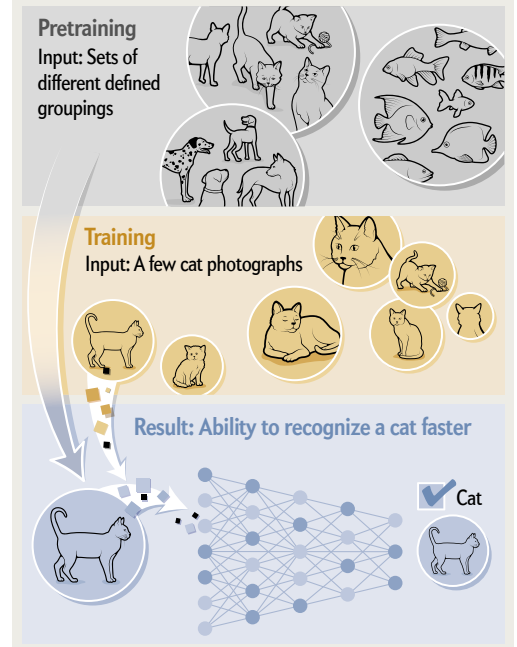 Pretraining
Input: Sets of
different defined
groupings
Training
Input: A few cat photographs
Result: Ability to recognize a cat faster
Cat